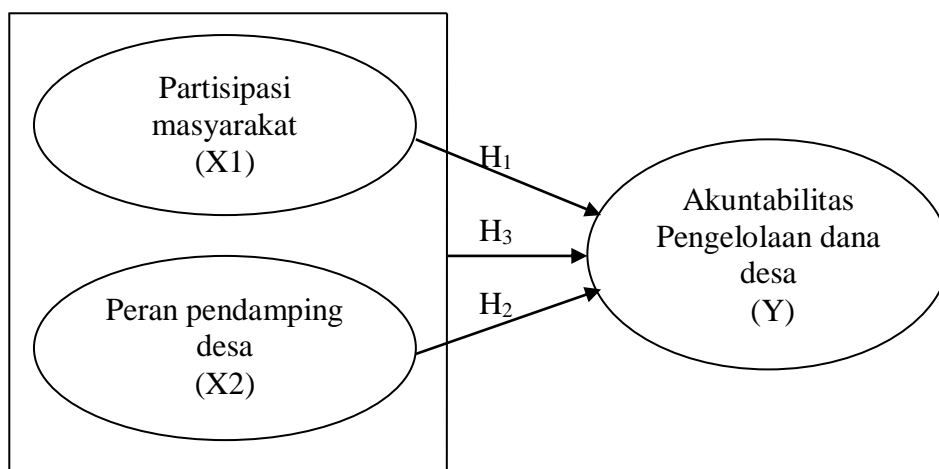 Partisipasi
masyarakat
(X1)
Peran pendamping
desa
(X2)
H₁
H₃
H₂
Akuntabilitas
Pengelolaan dana
desa
(Y)